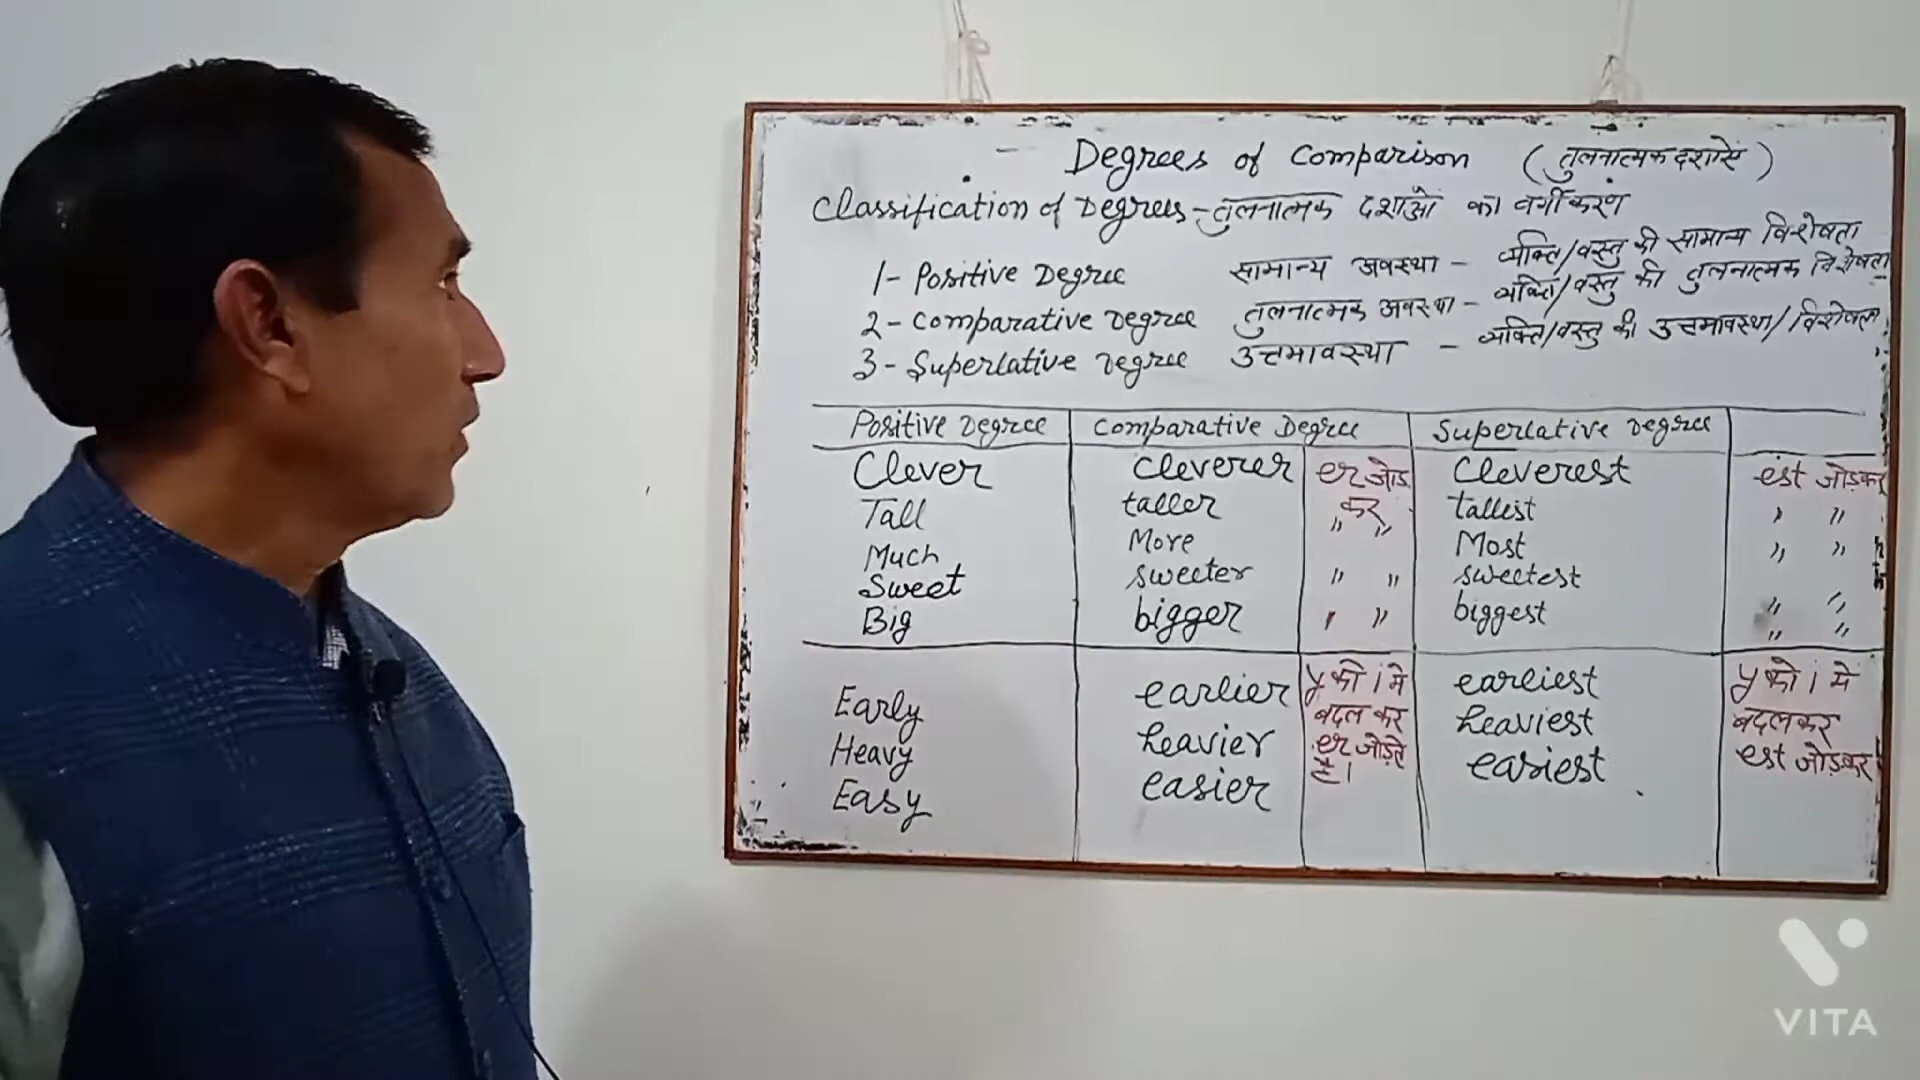 Degrees of Comparison (तुलनात्मक दशाऐं)
Classification of Degrees - तुलनात्मक दशाओं का वर्गीकरण
1- Positive Degree सामान्य अवस्था - व्यक्ति/वस्तु की सामान्य विशेषता
2- Comparative Degree तुलनात्मक अवस्था - व्यक्ति/वस्तु की तुलनात्मक विशेषता
3- Superlative Degree उत्तमावस्था - व्यक्ति/वस्तु की उत्तमावस्था/विशेषता
Positive Degree Comparative Degree Superlative Degree
Clever cleverer er जोड़ Cleverest est जोड़कर
कर
Tall taller " " tallest " "
Much More Most " "
Sweet sweeter " " sweetest " "
Big bigger " " biggest " "
Early earlier y को i मे earliest y को i मे
बदल कर बदलकर
Heavy heavier er जोड़ते heaviest est जोड़कर
है।
Easy easier easiest
VITA